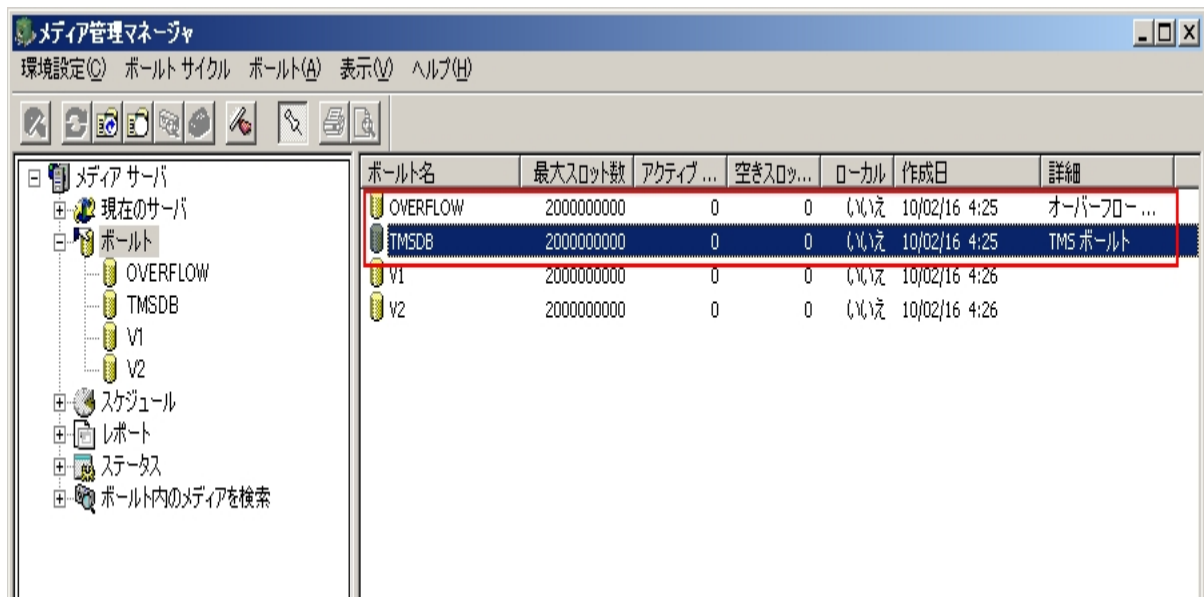 メディア管理マネージャ
環境設定(C) ボールト サイクル ボールト(A) 表示(V) ヘルプ(H)
メディア サーバ
現在のサーバ
ボールト
OVERFLOW
TMSDB
V1
V2
スケジュール
レポート
ステータス
ボールト内のメディアを検索
ボールト名 最大スロット数 アクティブ ... 空きスロッ... ローカル 作成日 詳細
OVERFLOW 2000000000 0 0 いいえ 10/02/16 4:25 オーバーフロー ...
TMSDB 2000000000 0 0 いいえ 10/02/16 4:25 TMS ボールト
V1 2000000000 0 0 いいえ 10/02/16 4:26
V2 2000000000 0 0 いいえ 10/02/16 4:26